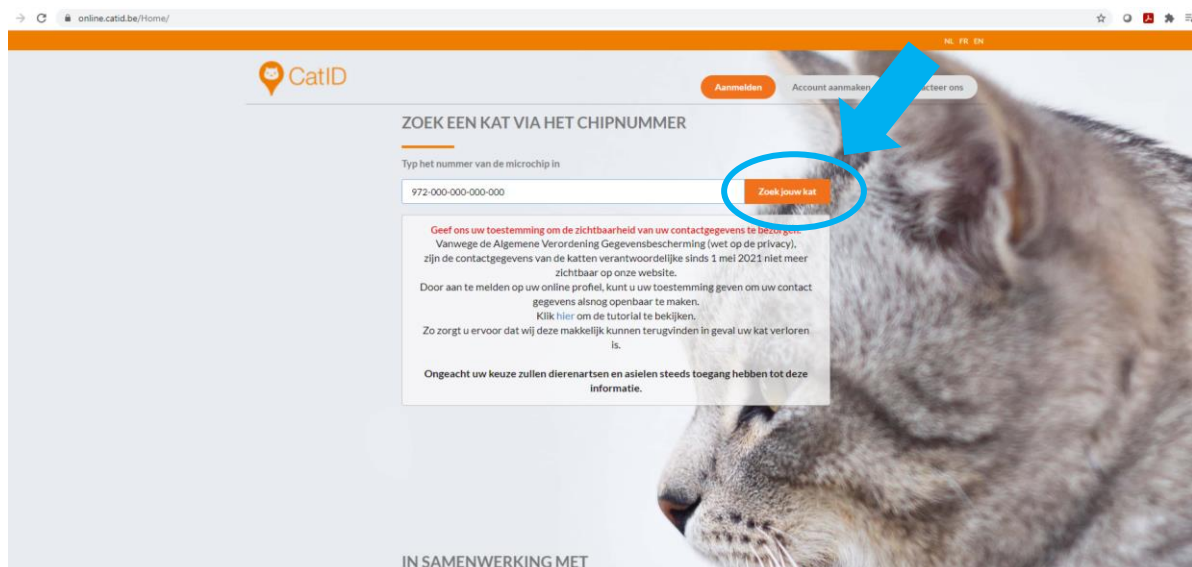 online.catid.be/Home/
NL FR EN
CatID
Aanmelden
Account aanmaken
cteer ons
ZOEK EEN KAT VIA HET CHIPNUMMER
Typ het nummer van de microchip in
972-000-000-000-000
Zoek jouw kat
Geef ons uw toestemming om de zichtbaarheid van uw contactgegevens te bezorgen.
Vanwege de Algemene Verordening Gegevensbescherming (wet op de privacy),
zijn de contactgegevens van de katten verantwoordelijke sinds 1 mei 2021 niet meer
zichtbaar op onze website.
Door aan te melden op uw online profiel, kunt u uw toestemming geven om uw contact
gegevens alsnog openbaar te maken.
Klik hier om de tutorial te bekijken.
Zo zorgt u ervoor dat wij deze makkelijk kunnen terugvinden in geval uw kat verloren
is.
Ongeacht uw keuze zullen dierenartsen en asielen steeds toegang hebben tot deze
informatie.
IN SAMENWERKING MET